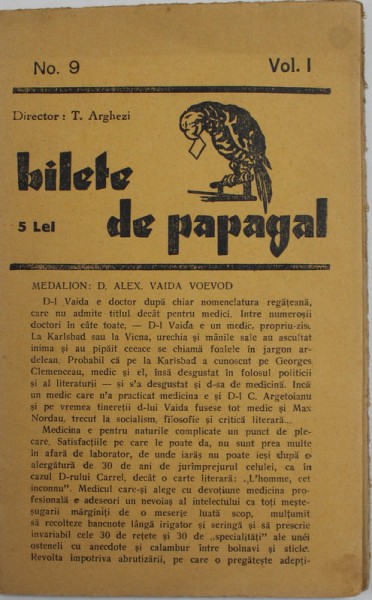 No. 9
Vol. I
Director : T. Arghezi
bilete
de papagal
5 Lei
MEDALION: D. ALEX. VAIDA VOEVOD
D-l Vaida e doctor după chiar nomenclatura regățeană,
care nu admite titlul decât pentru medici. Intre numeroșii
doctori în câte toate, — D-l Vaida e un medic, propriu-zis.
La Karlsbad sau la Viena, urechia și mânile sale au ascultat
inima și au pipăit ceeace se chiamă foalele în jargon ar-
delean. Probabil că pe la Karlsbad a cunoscut pe Georges
Clemenceau, medic și el, însă desgustat în folosul politicii
și al literaturii — și s'a desgustat și d-sa de medicină. Incă
un medic care n'a practicat medicina e și D-l C. Argetoianu
și pe vremea tinereții d-lui Vaida fusese tot medic și Max
Nordau, trecut la socialism, filosofie și critică literară...
Medicina e pentru naturile complicate un punct de ple-
care. Satisfacțiile pe care le poate da, nu sunt prea multe
în afară de laborator, de unde iarăș nu poate ieși după o
alergătură de 30 de ani de jurîmprejurul celulei, ca în
cazul D-rului Carrel, decât o carte literară: „L'homme, cet
inconnu". Medicul care-și alege cu devoțiune medicina pro-
fesională e adeseori un nevoiaș al intelectului ca toți mește-
șugarii mărginiți de o meserie luată scop, mulțumit
să recolteze bancnote lângă irigator și seringă și să prescrie
invariabil cele 30 de rețete și 30 de „specialități" ale unei
osteneli cu anecdote și calambur între bolnavi și sticle.
Revolta împotriva abrutizării, pe care o pregătește adepți-